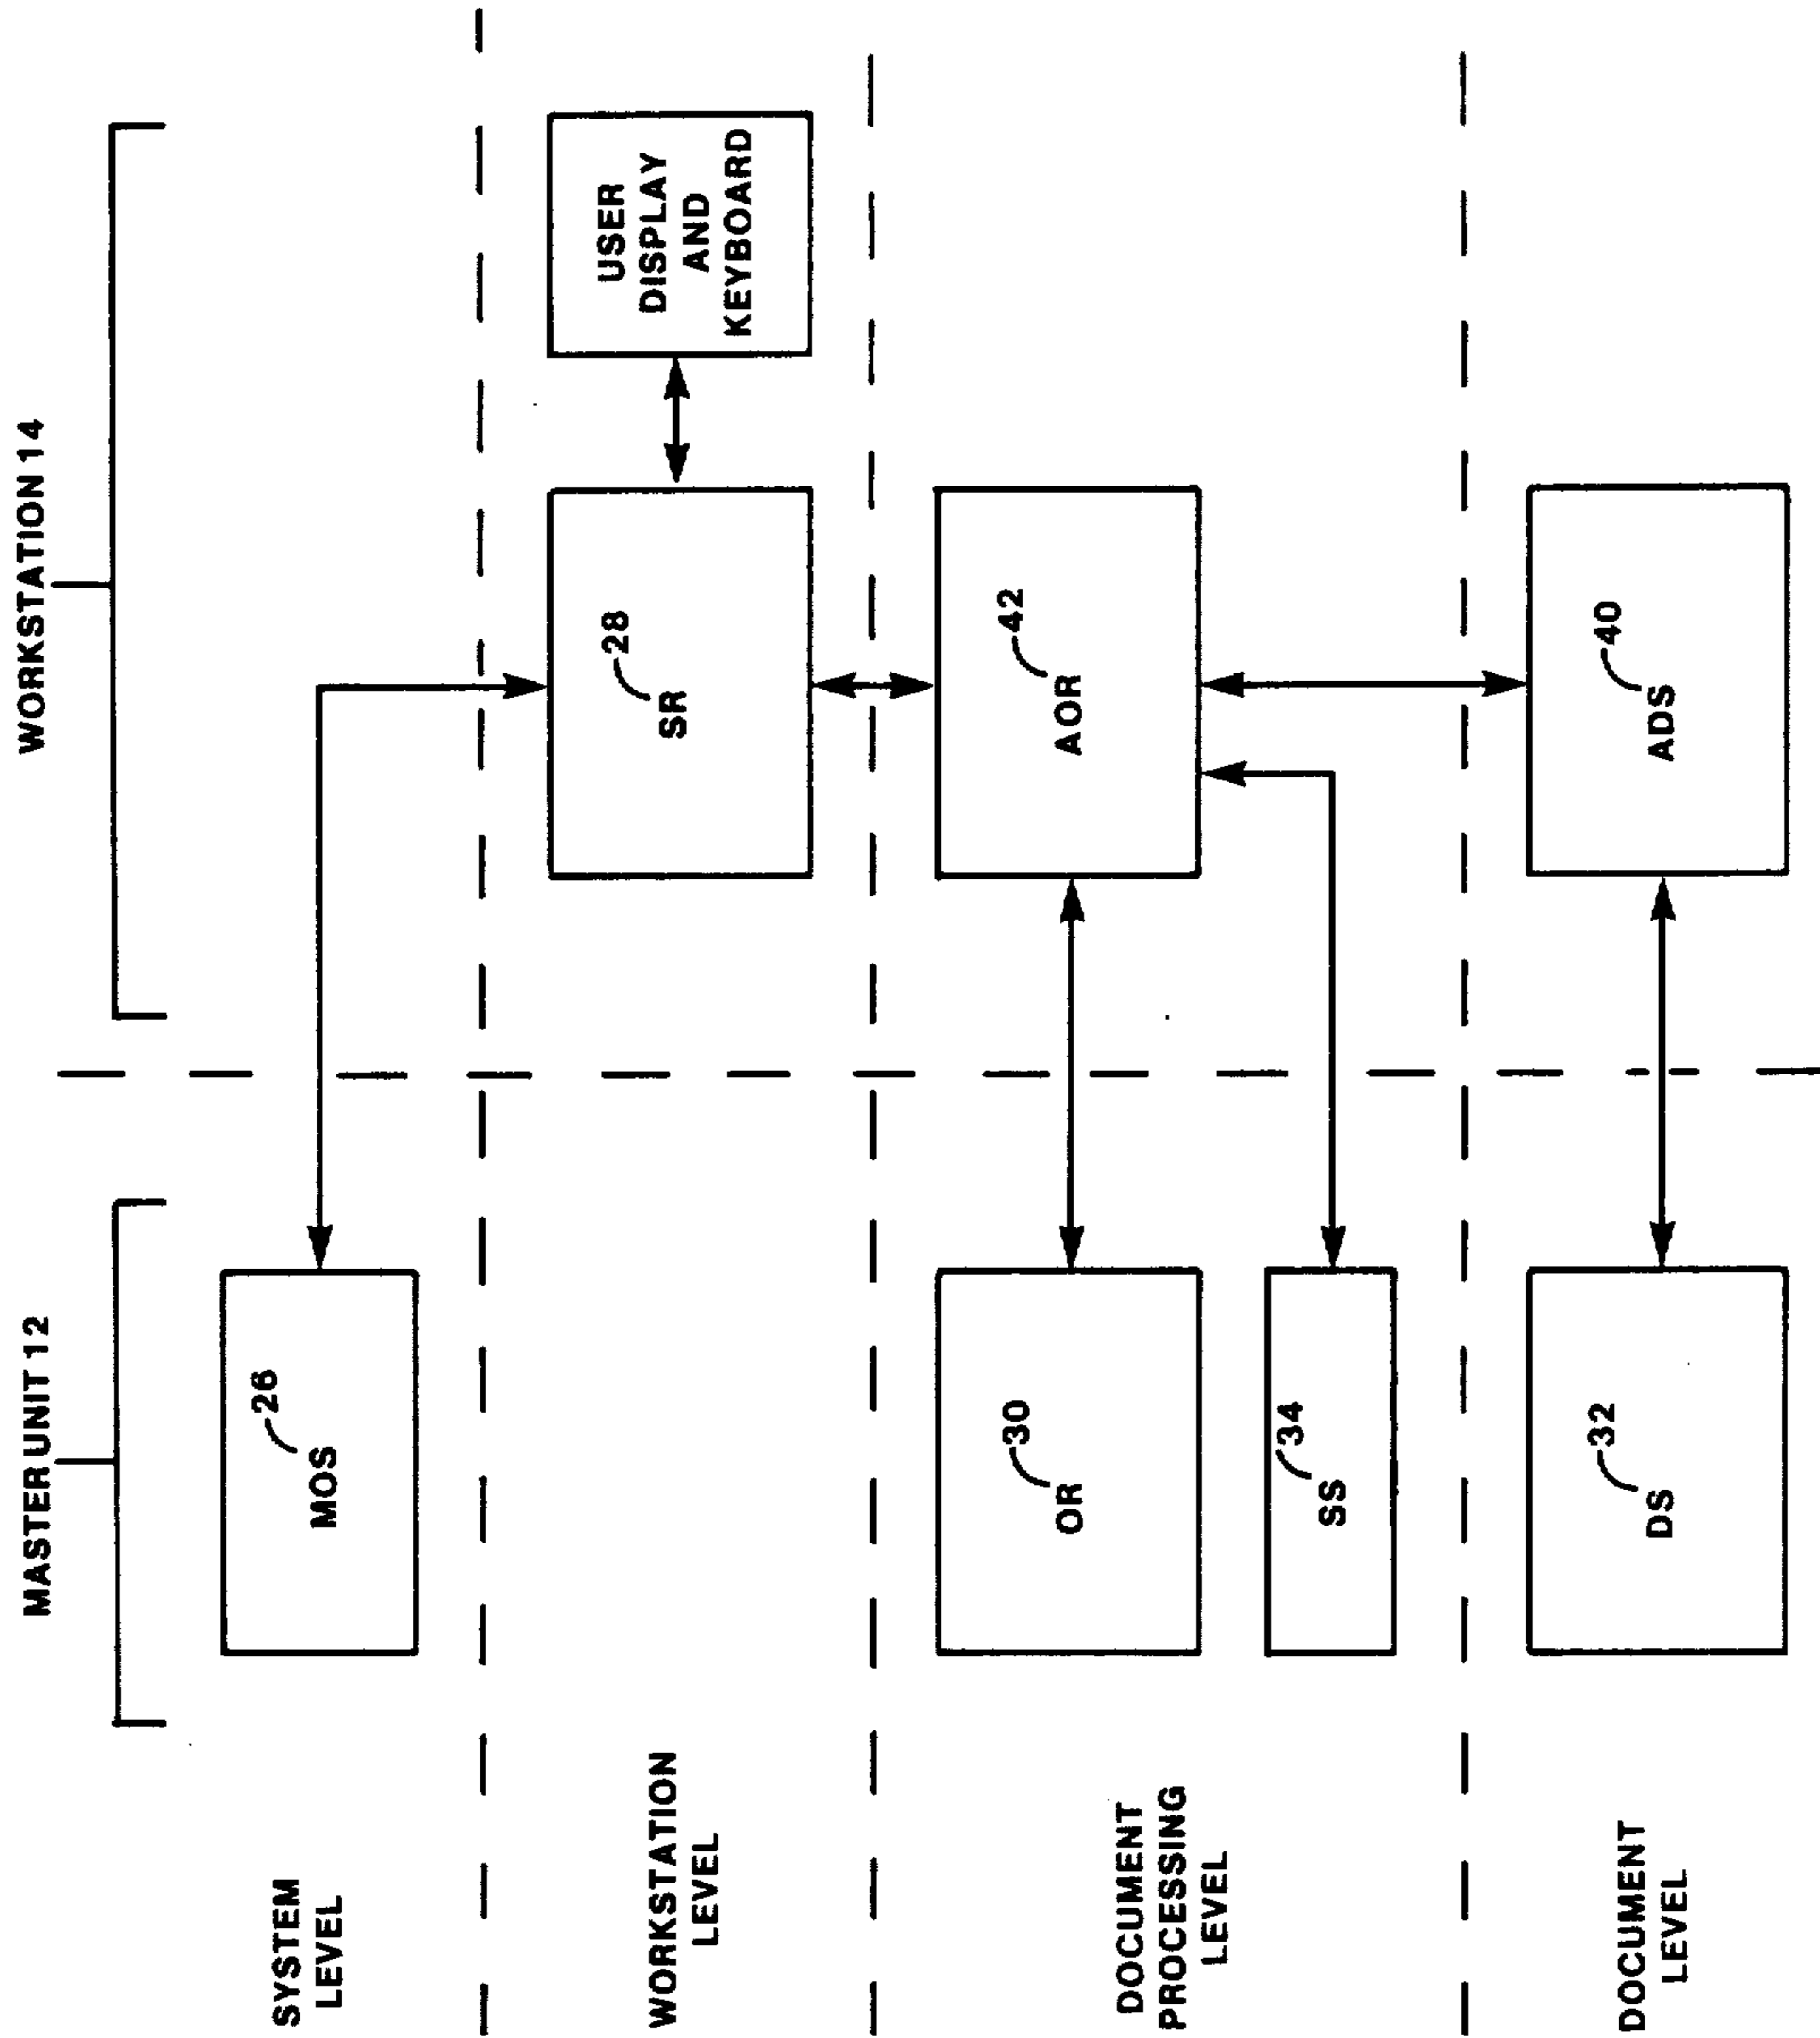 MASTER UNIT 12
WORKSTATION 14
SYSTEM
LEVEL
26
MOS
WORKSTATION
LEVEL
28
SR
USER
DISPLAY
AND
KEYBOARD
DOCUMENT
PROCESSING
LEVEL
30
OR
42
AOR
34
SS
DOCUMENT
LEVEL
32
DS
40
ADS